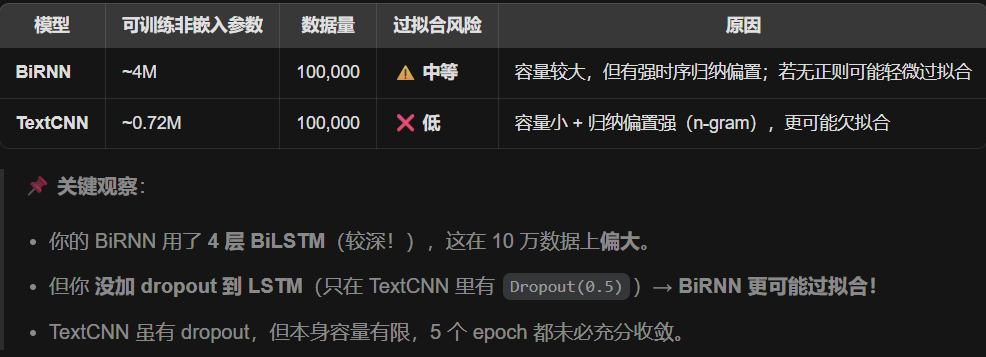 模型 可训练非嵌入参数 数据量 过拟合风险 原因
BiRNN ~4M 100,000 ⚠️ 中等 容量较大，但有强时序归纳偏置；若无正则可能轻微过拟合
TextCNN ~0.72M 100,000 ❌ 低 容量小 + 归纳偏置强（n-gram），更可能欠拟合
📌 关键观察：
• 你的 BiRNN 用了 4 层 BiLSTM（较深！），这在 10 万数据上偏大。
• 但你 没加 dropout 到 LSTM（只在 TextCNN 里有 Dropout(0.5)）→ BiRNN 更可能过拟合！
• TextCNN 虽有 dropout，但本身容量有限，5 个 epoch 都未必充分收敛。